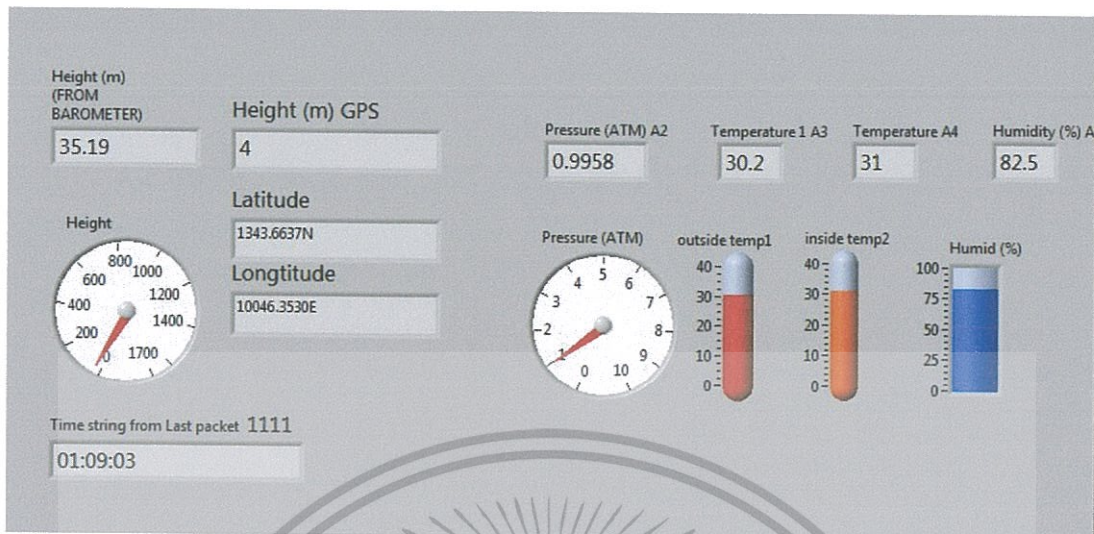 Height (m)
(FROM
BAROMETER)
35.19
Height (m) GPS
4
Latitude
1343.6637N
Longtitude
10046.3530E
Pressure (ATM) A2
0.9958
Temperature 1 A3
30.2
Temperature A4
31
Humidity (%) A
82.5
Height
0
200
400
600
800
1000
1200
1400
1700
Pressure (ATM)
0
1
2
3
4
5
6
7
8
9
10
outside temp1
40
30
20
10
0
inside temp2
40
30
20
10
0
Humid (%)
100
75
50
25
0
Time string from Last packet 1111
01:09:03